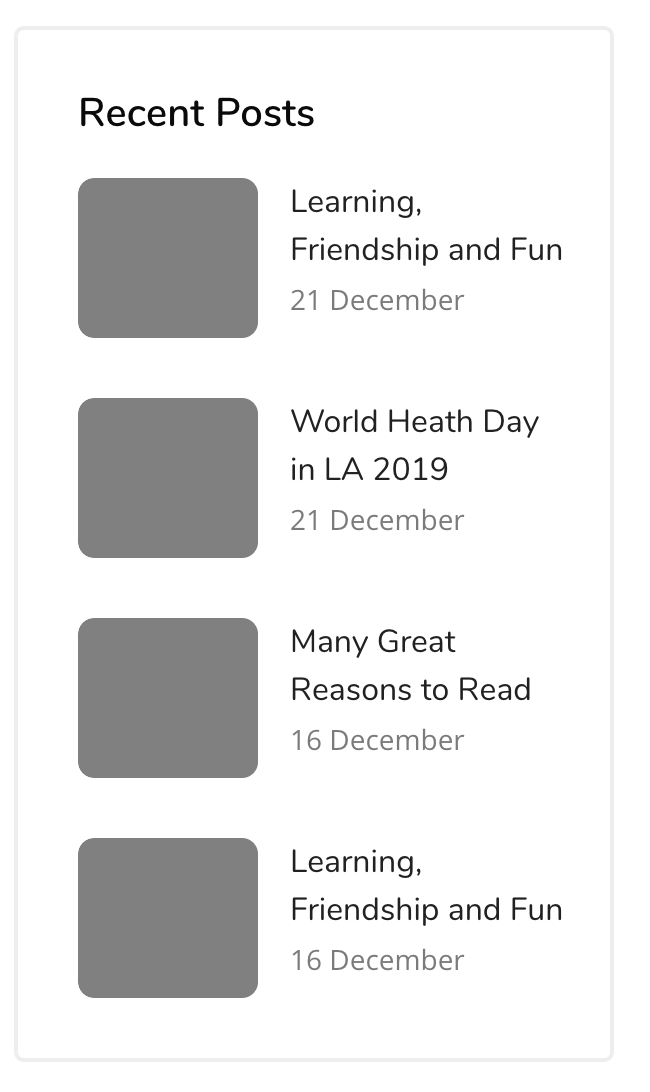 Recent Posts
Learning,
Friendship and Fun
21 December
World Heath Day
in LA 2019
21 December
Many Great
Reasons to Read
16 December
Learning,
Friendship and Fun
16 December